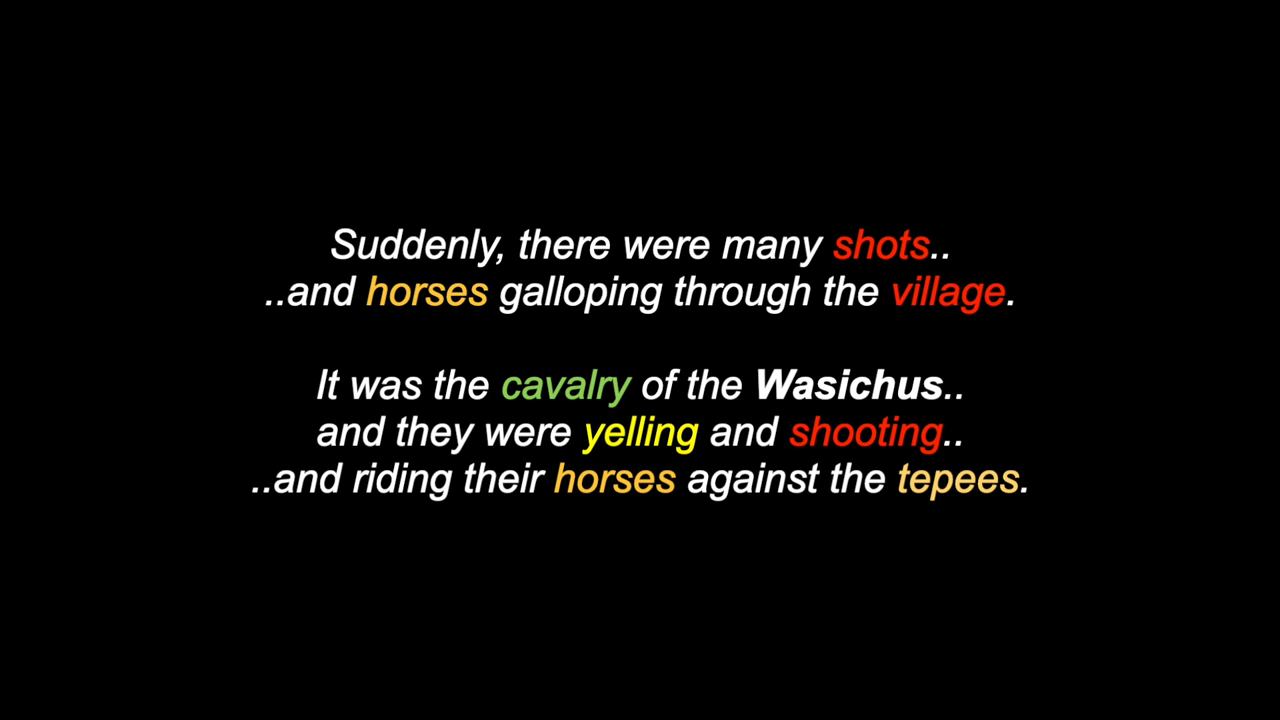 Suddenly, there were many shots..
..and horses galloping through the village.
It was the cavalry of the Wasichus..
and they were yelling and shooting..
..and riding their horses against the tepees.